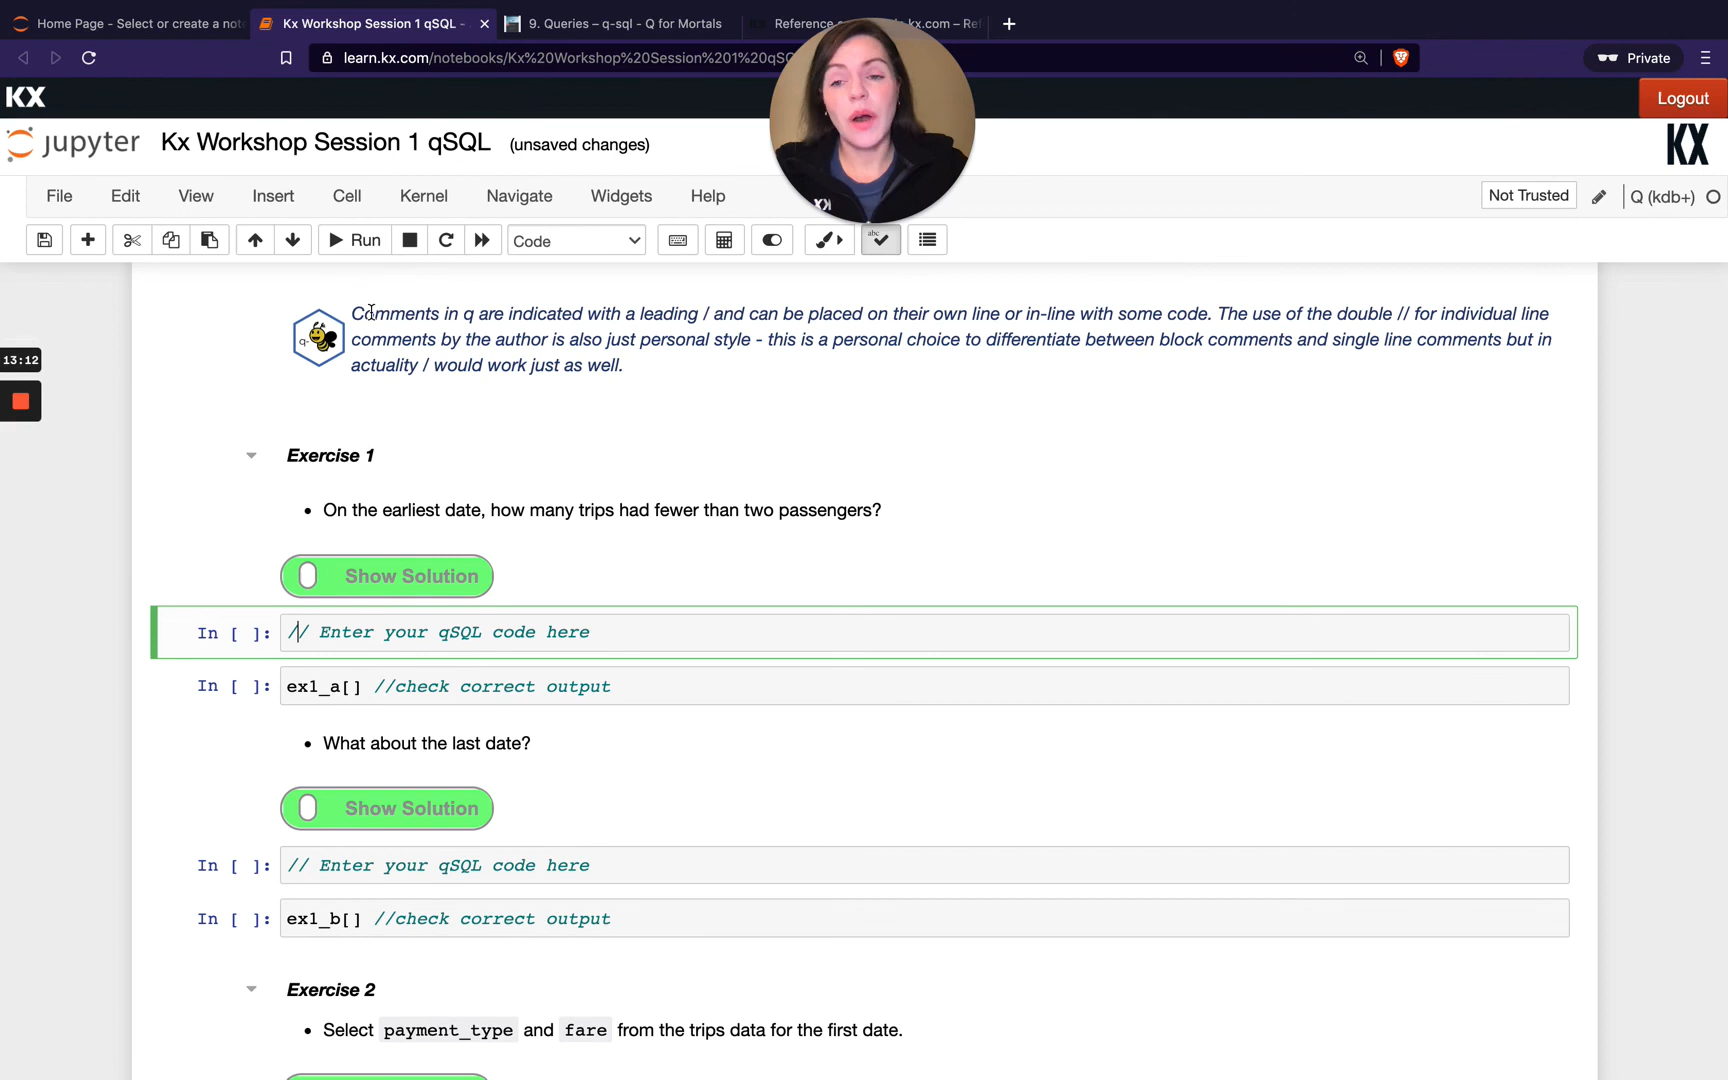 Home Page - Select or create a not
Kx Workshop Session 1 qSQL -
9. Queries – q-sql - Q for Mortals
kx.com – Ref
learn.kx.com/notebooks/Kx%20Workshop%20Session%201%20qSQ
Private
KX
Logout
jupyter
Kx Workshop Session 1 qSQL
(unsaved changes)
KX
File
Edit
View
Insert
Cell
Kernel
Navigate
Widgets
Help
Not Trusted
Q (kdb+)
Run
Code
abc
Comments in q are indicated with a leading / and can be placed on their own line or in-line with some code. The use of the double // for individual line
comments by the author is also just personal style - this is a personal choice to differentiate between block comments and single line comments but in
actuality / would work just as well.
q-
13:12
Exercise 1
• On the earliest date, how many trips had fewer than two passengers?
Show Solution
In [ ]: // Enter your qSQL code here
In [ ]: ex1_a[] //check correct output
• What about the last date?
Show Solution
In [ ]: // Enter your qSQL code here
In [ ]: ex1_b[] //check correct output
Exercise 2
• Select payment_type and fare from the trips data for the first date.